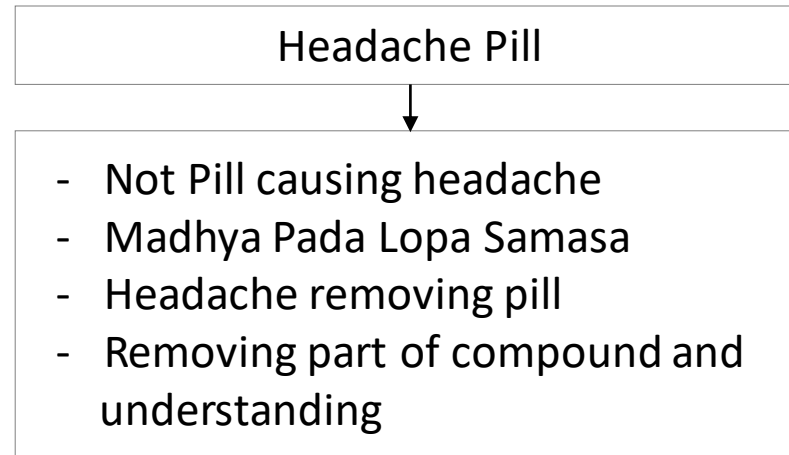 Headache Pill
- Not Pill causing headache
- Madhya Pada Lopa Samasa
- Headache removing pill
- Removing part of compound and
understanding